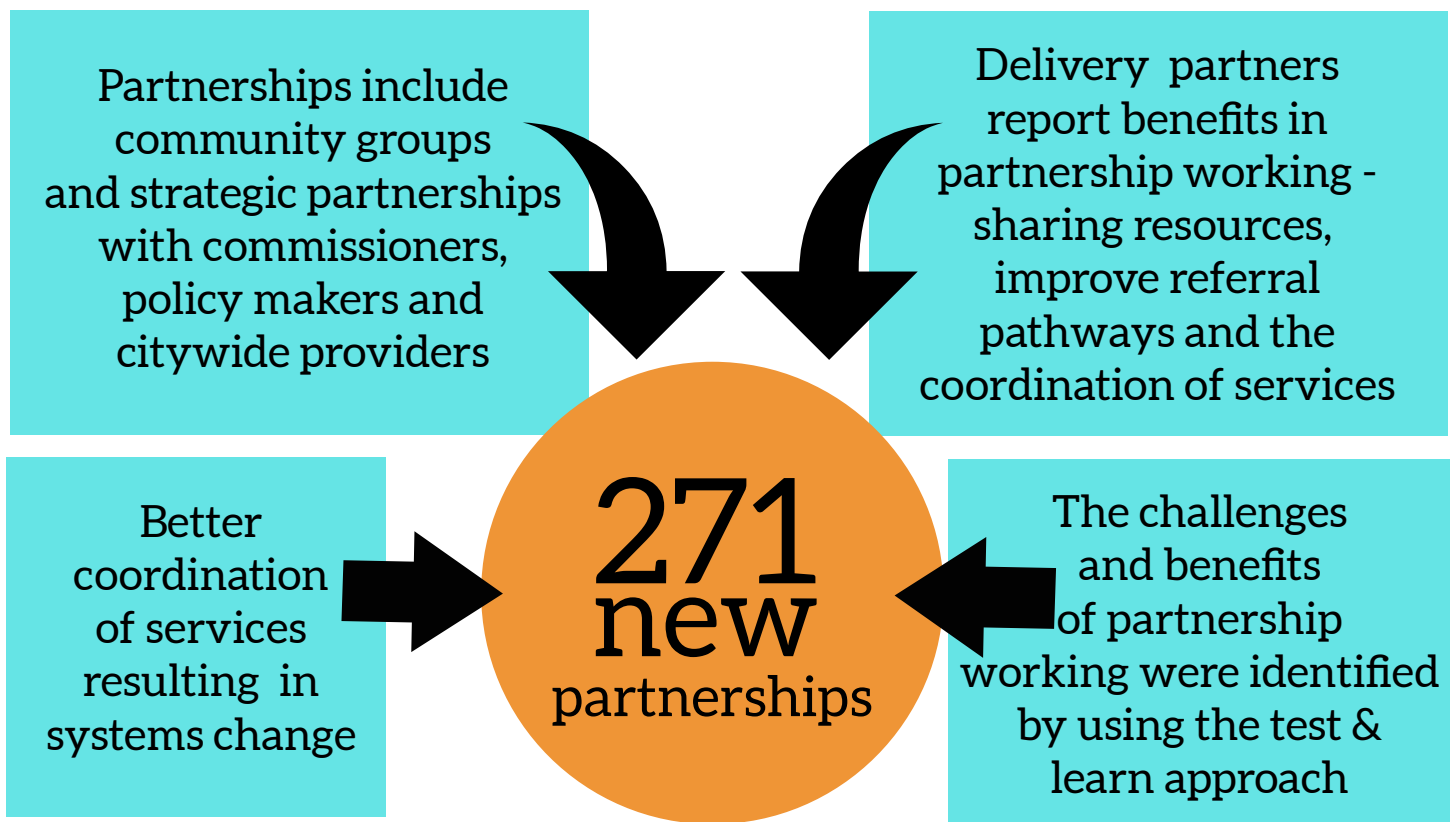 Partnerships include
community groups
and strategic partnerships
with commissioners,
policy makers and
citywide providers
Delivery partners
report benefits in
partnership working -
sharing resources,
improve referral
pathways and the
coordination of services
Better
coordination
of services
resulting in
systems change
271
new
partnerships
The challenges
and benefits
of partnership
working were identified
by using the test &
learn approach